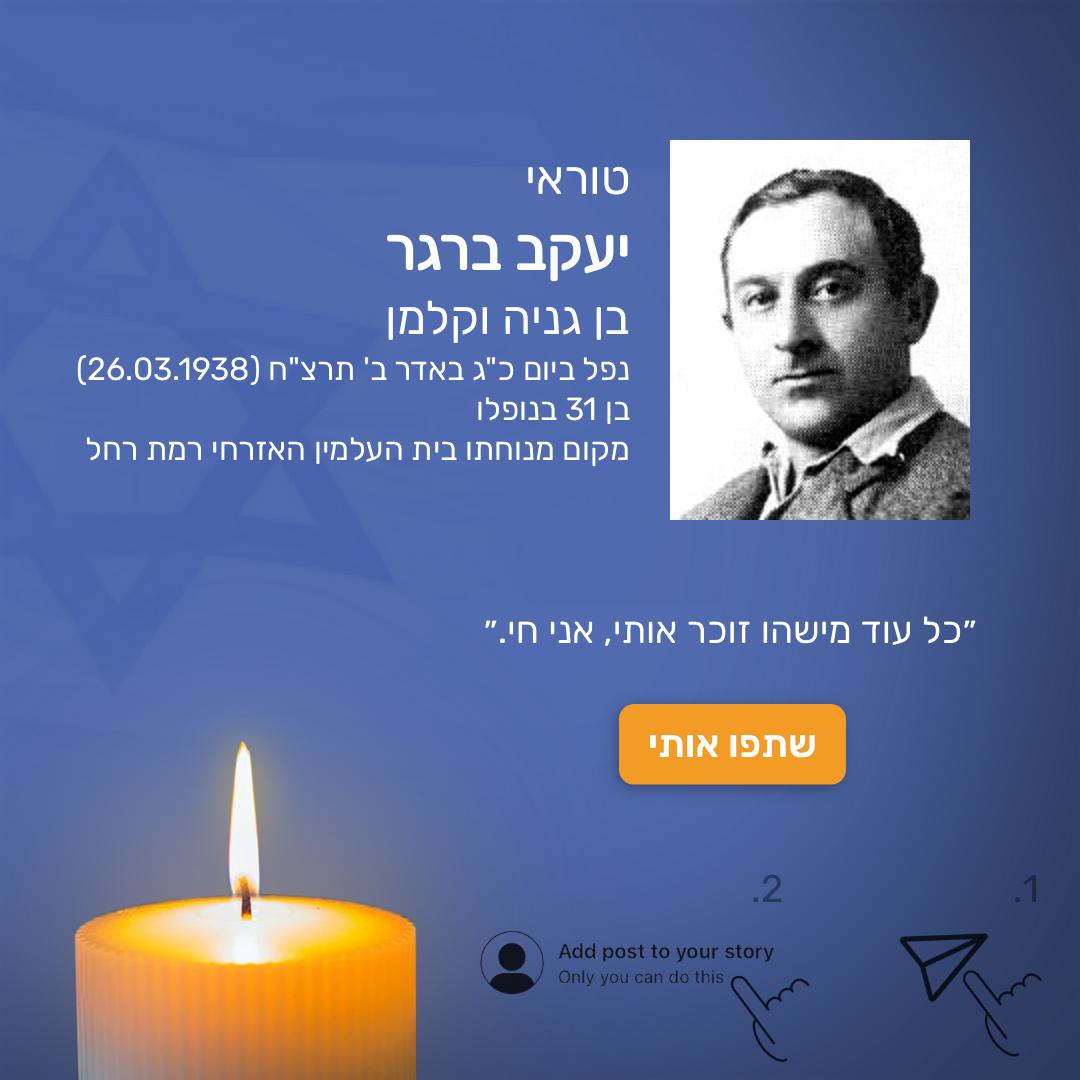 טוראי
יעקב ברגר
בן גניה וקלמן
נפל ביום כ"ג באדר ב' תרצ"ח (26.03.1938)
בן 31 בנופלו
מקום מנוחתו בית העלמין האזרחי רמת רחל
״כל עוד מישהו זוכר אותי, אני חי.״
שתפו אותי
1.
2.
Add post to your story
Only you can do this